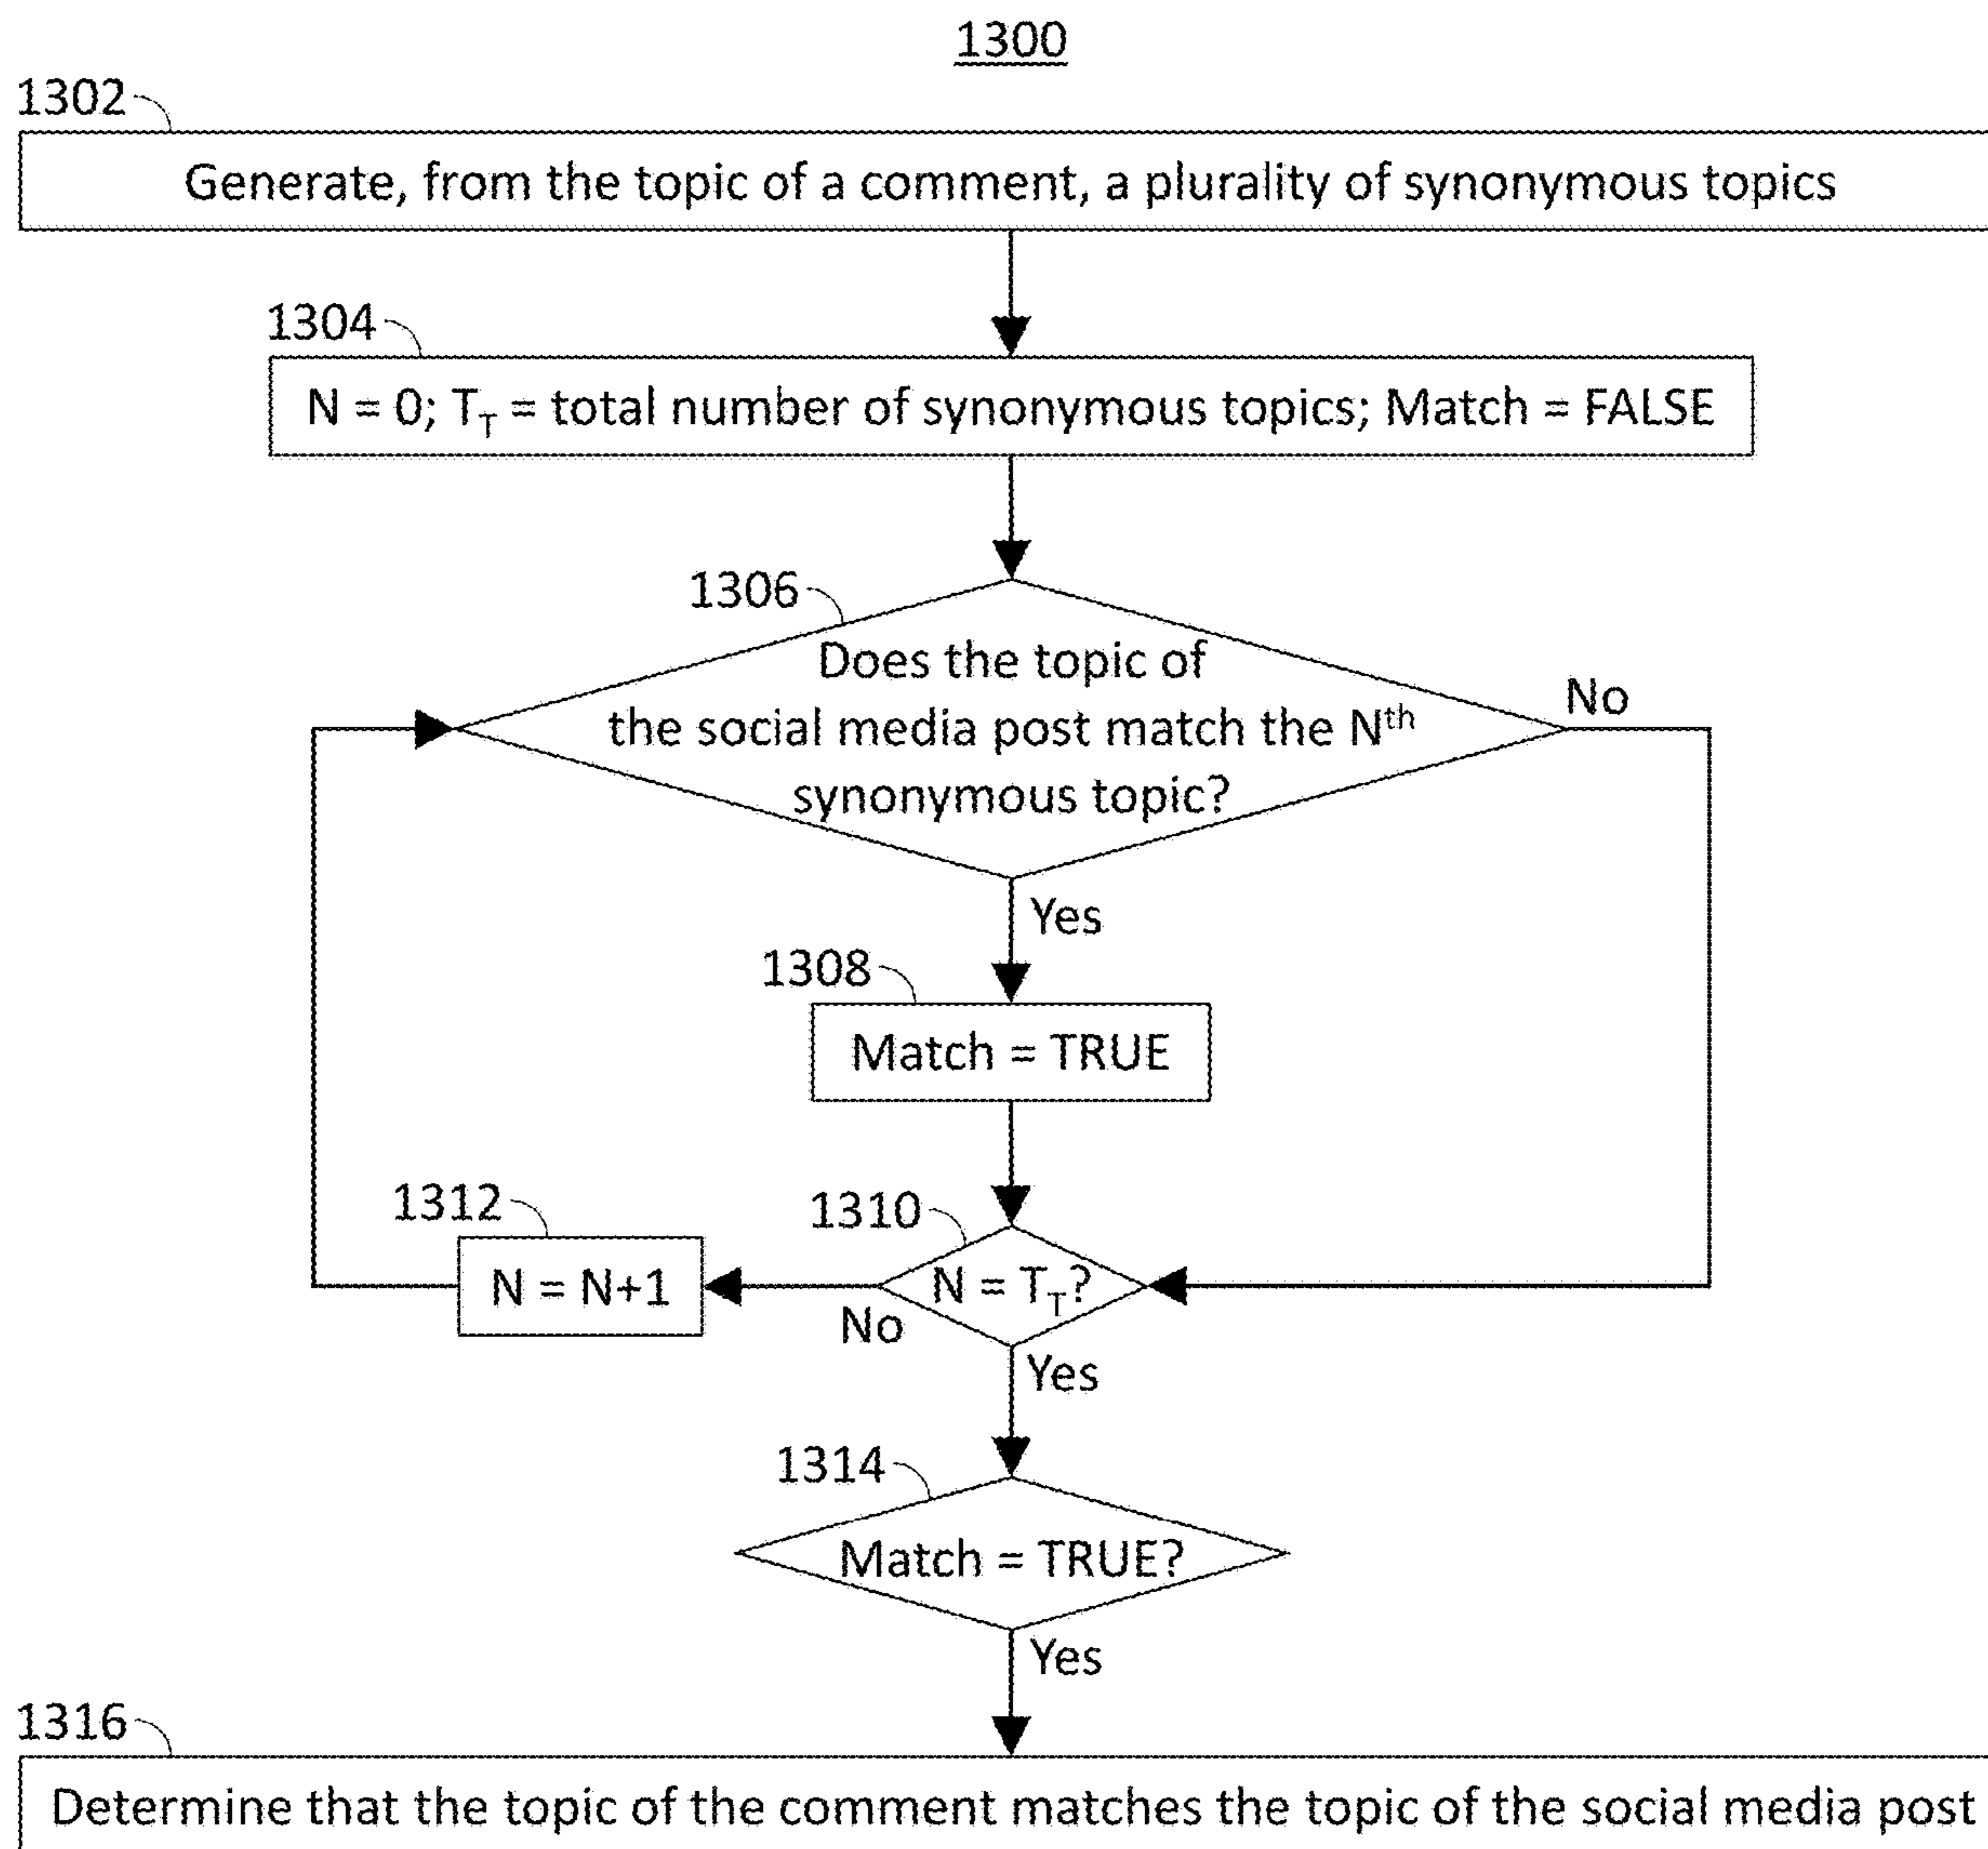 1300
1302
Generate, from the topic of a comment, a plurality of synonymous topics
1304
N = 0; T_T = total number of synonymous topics; Match = FALSE
1306
Does the topic of
the social media post match the N^th
synonymous topic?
No
Yes
1308
Match = TRUE
1310
N = T_T?
1312
N = N+1
No
Yes
1314
Match = TRUE?
Yes
1316
Determine that the topic of the comment matches the topic of the social media post